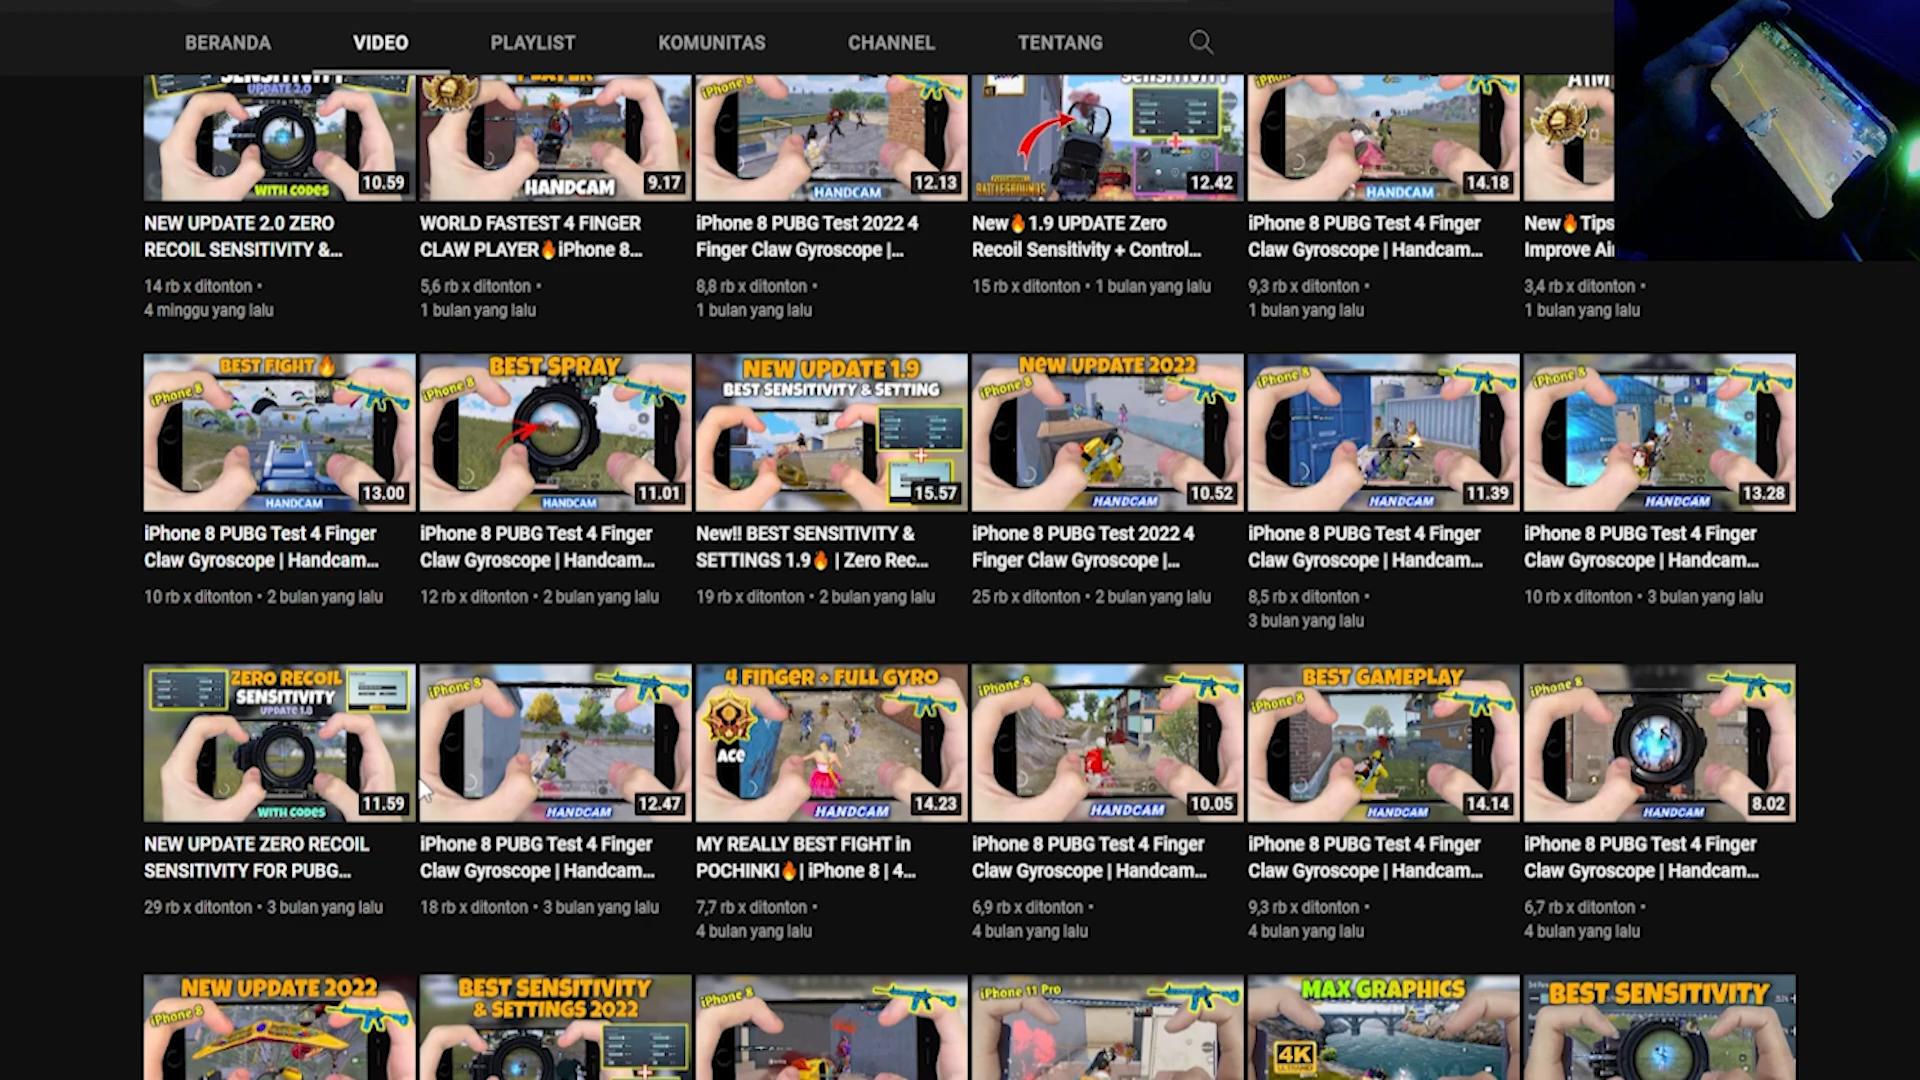 BERANDA
VIDEO
PLAYLIST
KOMUNITAS
CHANNEL
TENTANG
SENSITIVITY
UPDATE 2.0
WITH CODES
10.59
PLAYER
HANDCAM
9.17
iPhone 8
HANDCAM
12.13
SENSITIVITY
BATTLEGROUNDS
12.42
HANDCAM
14.18
AIM
NEW UPDATE 2.0 ZERO
RECOIL SENSITIVITY &...
14 rb x ditonton •
4 minggu yang lalu
WORLD FASTEST 4 FINGER
CLAW PLAYER🔥iPhone 8...
5,6 rb x ditonton •
1 bulan yang lalu
iPhone 8 PUBG Test 2022 4
Finger Claw Gyroscope |...
8,8 rb x ditonton •
1 bulan yang lalu
New🔥1.9 UPDATE Zero
Recoil Sensitivity + Control...
15 rb x ditonton • 1 bulan yang lalu
iPhone 8 PUBG Test 4 Finger
Claw Gyroscope | Handcam...
9,3 rb x ditonton •
1 bulan yang lalu
New🔥Tips
Improve Ai
3,4 rb x ditonton •
1 bulan yang lalu
BEST FIGHT🔥
iPhone 8
HANDCAM
13.00
BEST SPRAY
iPhone 8
HANDCAM
11.01
NEW UPDATE 1.9
BEST SENSITIVITY & SETTING
15.57
NEW UPDATE 2022
iPhone 8
HANDCAM
10.52
iPhone 8
HANDCAM
11.39
iPhone 8
HANDCAM
13.28
iPhone 8 PUBG Test 4 Finger
Claw Gyroscope | Handcam...
10 rb x ditonton • 2 bulan yang lalu
iPhone 8 PUBG Test 4 Finger
Claw Gyroscope | Handcam...
12 rb x ditonton • 2 bulan yang lalu
New!! BEST SENSITIVITY &
SETTINGS 1.9🔥 | Zero Rec...
19 rb x ditonton • 2 bulan yang lalu
iPhone 8 PUBG Test 2022 4
Finger Claw Gyroscope |...
25 rb x ditonton • 2 bulan yang lalu
iPhone 8 PUBG Test 4 Finger
Claw Gyroscope | Handcam...
8,5 rb x ditonton •
3 bulan yang lalu
iPhone 8 PUBG Test 4 Finger
Claw Gyroscope | Handcam...
10 rb x ditonton • 3 bulan yang lalu
ZERO RECOIL
SENSITIVITY
UPDATE 1.8
WITH CODES
11.59
iPhone 8
HANDCAM
12.47
4 FINGER + FULL GYRO
ACE
HANDCAM
14.23
iPhone 8
HANDCAM
10.05
BEST GAMEPLAY
iPhone 8
HANDCAM
14.14
iPhone 8
HANDCAM
8.02
NEW UPDATE ZERO RECOIL
SENSITIVITY FOR PUBG...
29 rb x ditonton • 3 bulan yang lalu
iPhone 8 PUBG Test 4 Finger
Claw Gyroscope | Handcam...
18 rb x ditonton • 3 bulan yang lalu
MY REALLY BEST FIGHT in
POCHINKI🔥| iPhone 8 | 4...
7,7 rb x ditonton •
4 bulan yang lalu
iPhone 8 PUBG Test 4 Finger
Claw Gyroscope | Handcam...
6,9 rb x ditonton •
4 bulan yang lalu
iPhone 8 PUBG Test 4 Finger
Claw Gyroscope | Handcam...
9,3 rb x ditonton •
4 bulan yang lalu
iPhone 8 PUBG Test 4 Finger
Claw Gyroscope | Handcam...
6,7 rb x ditonton •
4 bulan yang lalu
NEW UPDATE 2022
iPhone 8
BEST SENSITIVITY
& SETTINGS 2022
iPhone 8
iPhone 11 Pro
MAX GRAPHICS
4K
BEST SENSITIVITY